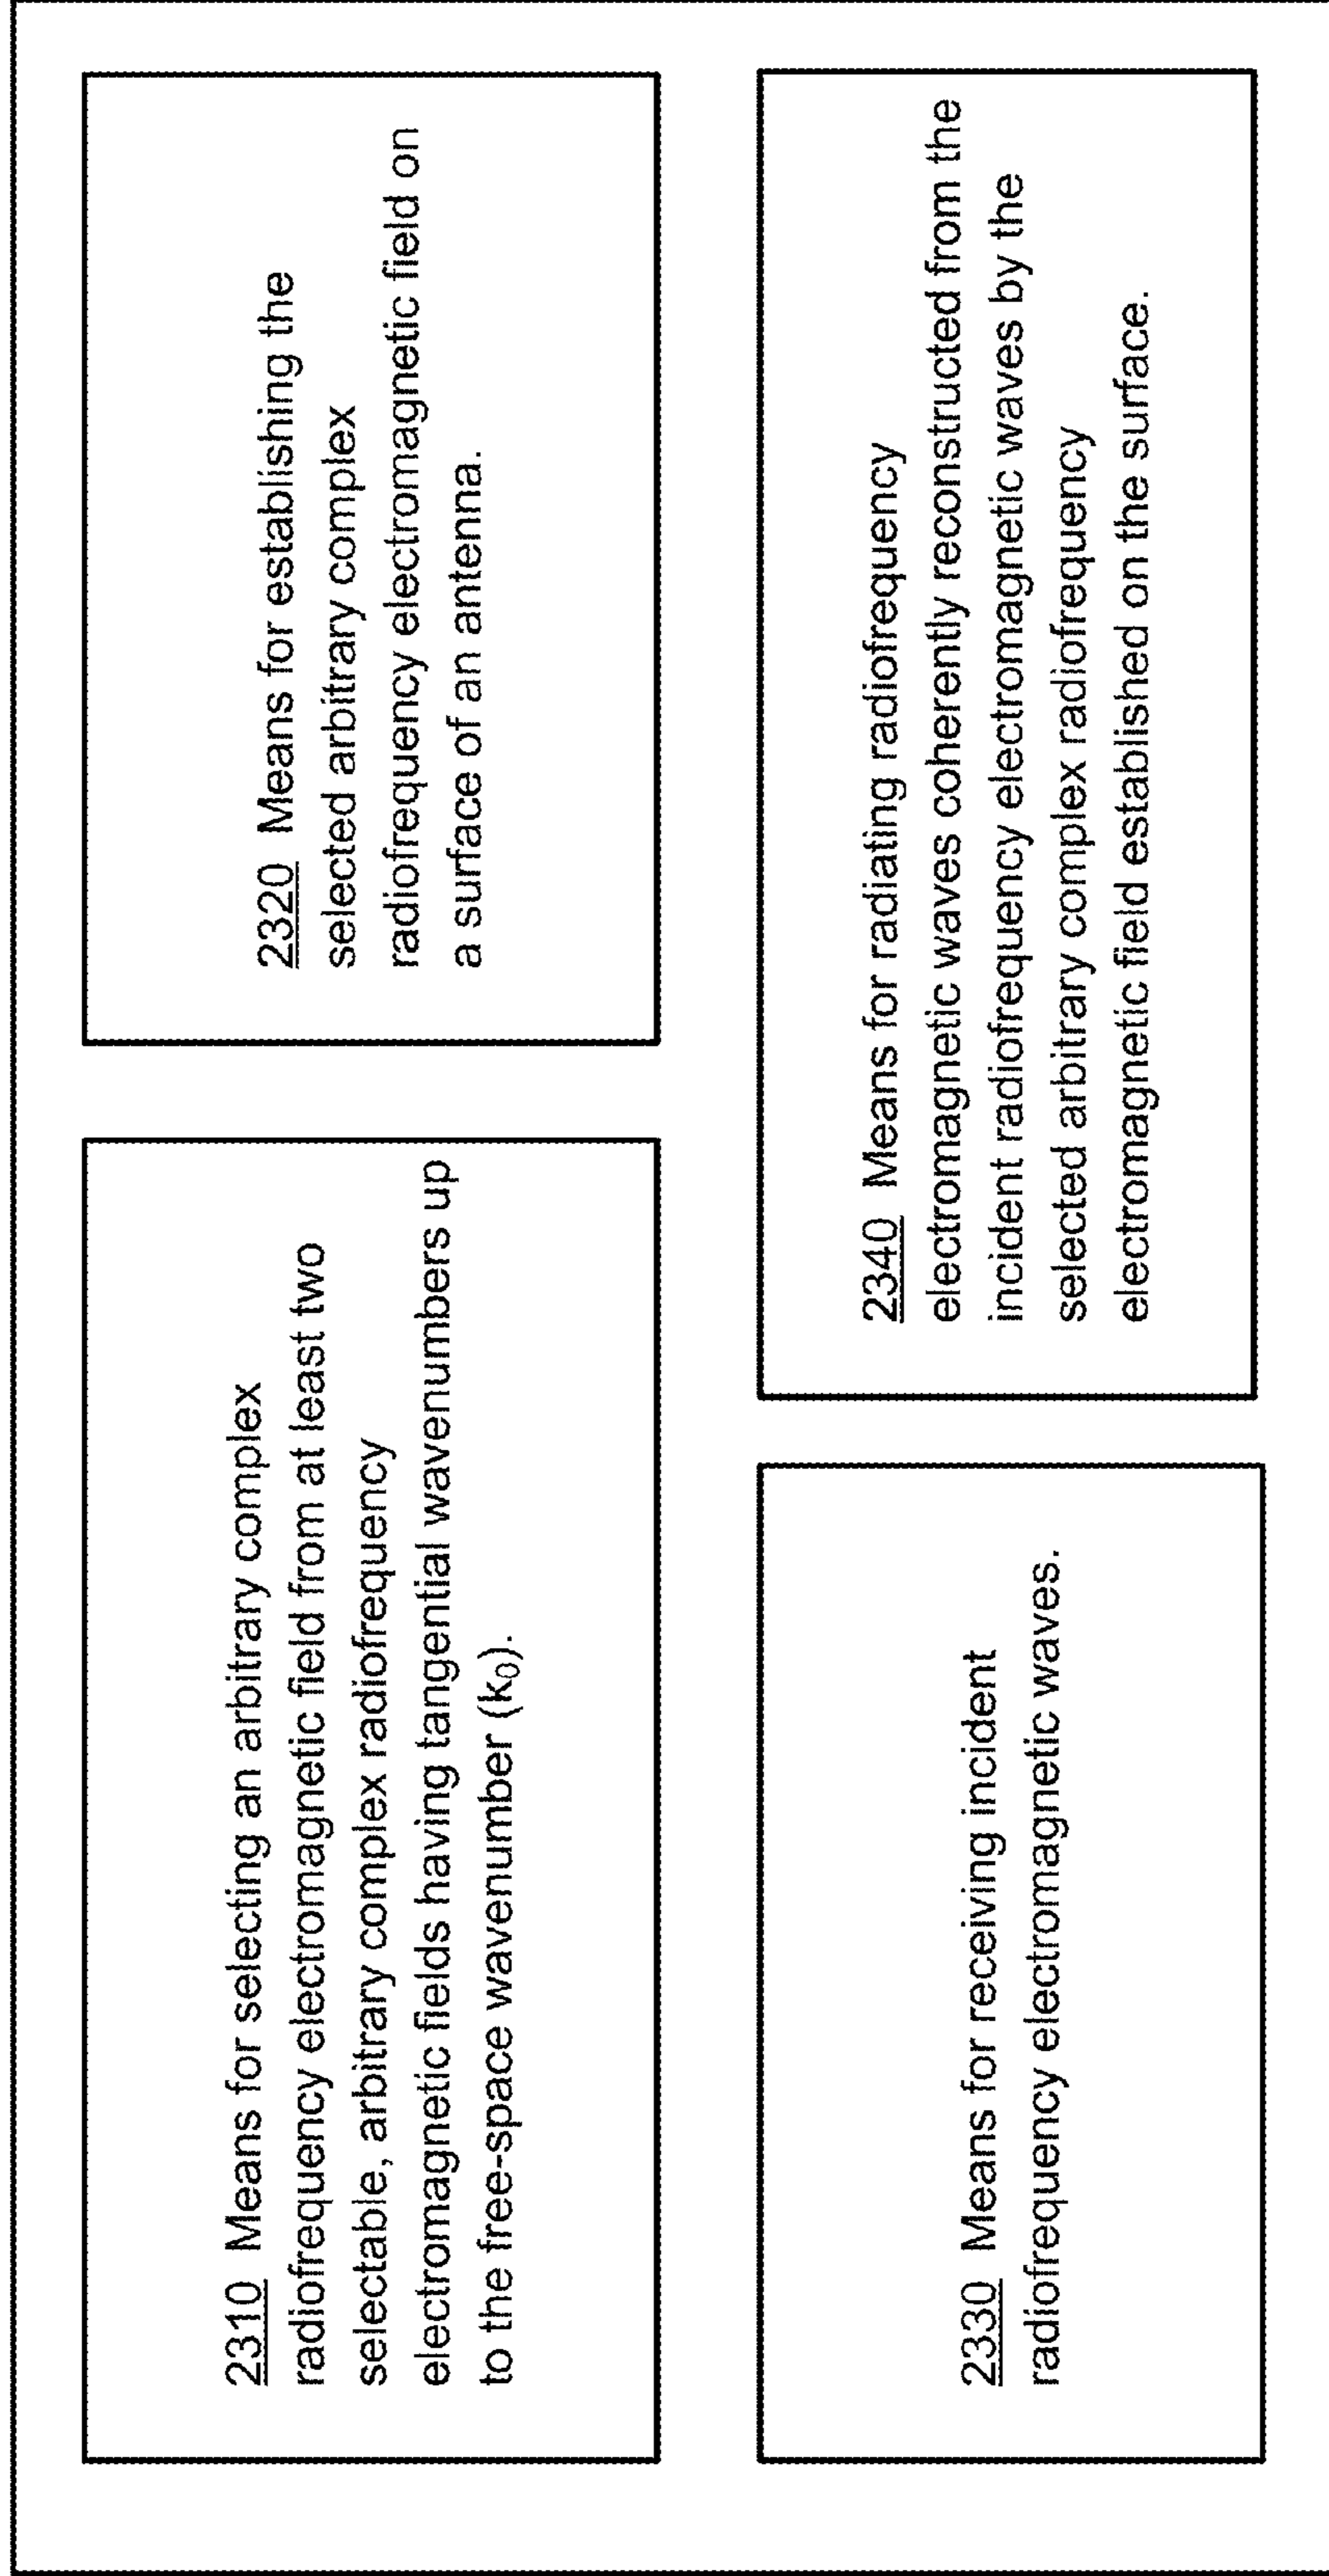 2310 Means for selecting an arbitrary complex
radiofrequency electromagnetic field from at least two
selectable, arbitrary complex radiofrequency
electromagnetic fields having tangential wavenumbers up
to the free-space wavenumber (k₀).
2320 Means for establishing the
selected arbitrary complex
radiofrequency electromagnetic field on
a surface of an antenna.
2330 Means for receiving incident
radiofrequency electromagnetic waves.
2340 Means for radiating radiofrequency
electromagnetic waves coherently reconstructed from the
incident radiofrequency electromagnetic waves by the
selected arbitrary complex radiofrequency
electromagnetic field established on the surface.